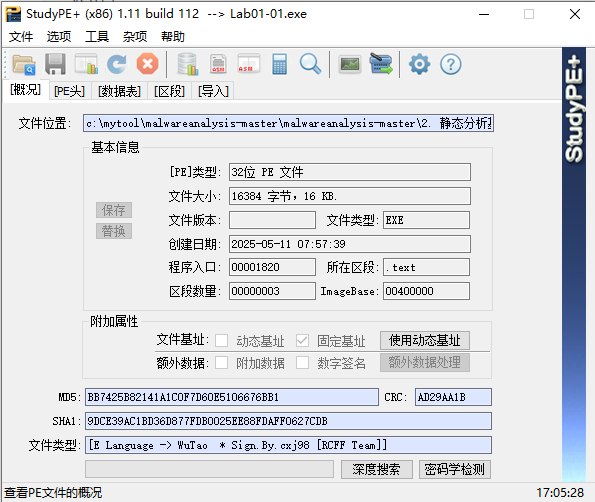 StudyPE+ (x86) 1.11 build 112 --> Lab01-01.exe
文件 选项 工具 杂项 帮助
ASM ASM
[概况] [PE头] [数据表] [区段] [导入]
StudyPE+
文件位置: c:\mytool\malwareanalysis-master\malwareanalysis-master\2. 静态分析基
基本信息
[PE]类型: 32位 PE 文件
文件大小: 16384 字节，16 KB.
保存
文件版本: 文件类型: EXE
替换
创建日期: 2025-05-11 07:57:39
程序入口: 00001820 所在区段: .text
区段数量: 00000003 ImageBase: 00400000
附加属性
文件基址: 动态基址 固定基址 使用动态基址
额外数据: 附加数据 数字签名 额外数据处理
MD5: BB7425B82141A1C0F7D60E5106676BB1 CRC: AD29AA1B
SHA1: 9DCE39AC1BD36D877FDB0025EE88FDAFF0627CDB
文件类型: [E Language -> WuTao * Sign.By.cxj98 [RCFF Team]]
深度搜索 密码学检测
查看PE文件的概况 17:05:28